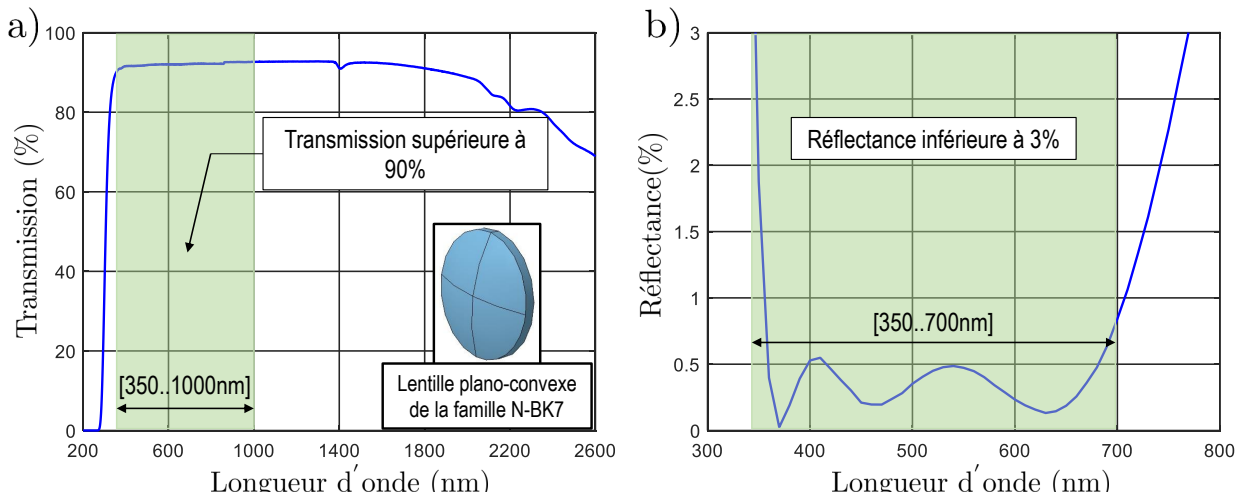 a)
100
80
60
40
20
0
Transmission (%)
Transmission supérieure à
90%
[350..1000nm]
Lentille plano-convexe
de la famille N-BK7
200 600 1000 1400 1800 2200 2600
Longueur d'onde (nm)
b)
3
2.5
2
1.5
1
0.5
0
Réflectance(%)
Réflectance inférieure à 3%
[350..700nm]
300 400 500 600 700 800
Longueur d'onde (nm)